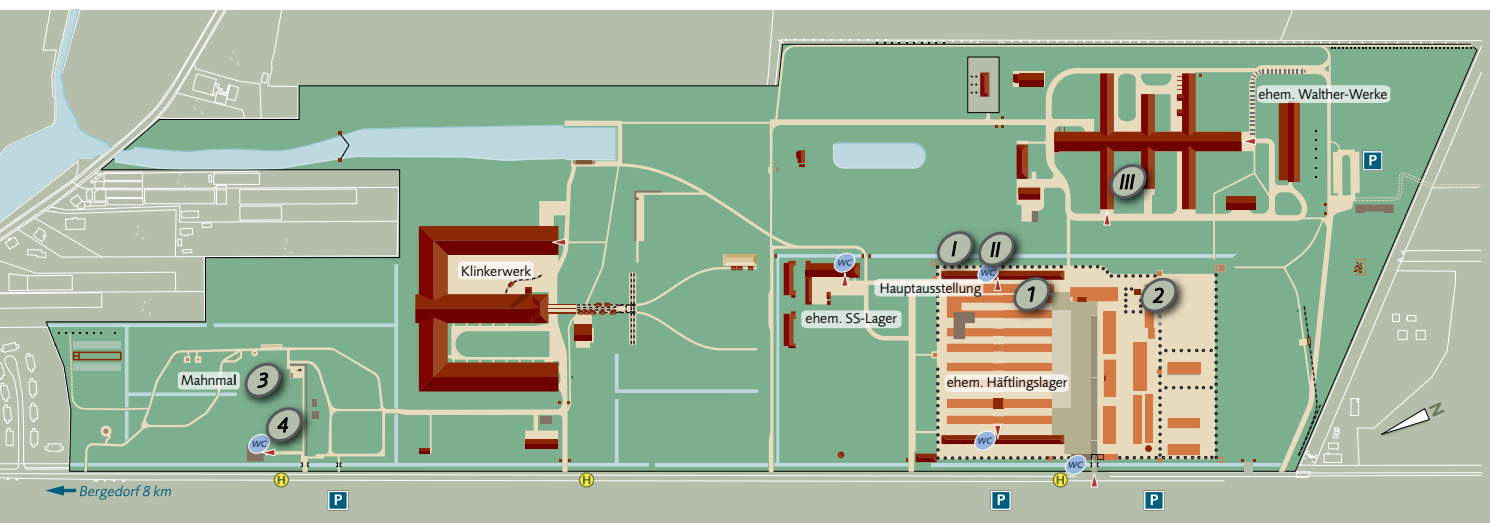 ehem. Walther-Werke
P
III
I
II
WC
WC
Klinkerwerk
Hauptausstellung
1
2
ehem. SS-Lager
Mahnmal
3
ehem. Häftlingslager
N
4
WC
WC
WC
H
H
H
Bergedorf 8 km
P
P
P